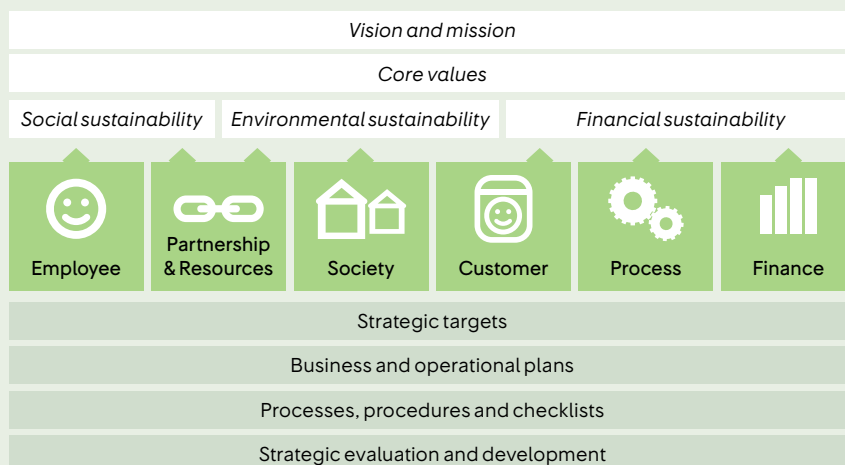 Vision and mission
Core values
Social sustainability
Environmental sustainability
Financial sustainability
Employee
Partnership
& Resources
Society
Customer
Process
Finance
Strategic targets
Business and operational plans
Processes, procedures and checklists
Strategic evaluation and development